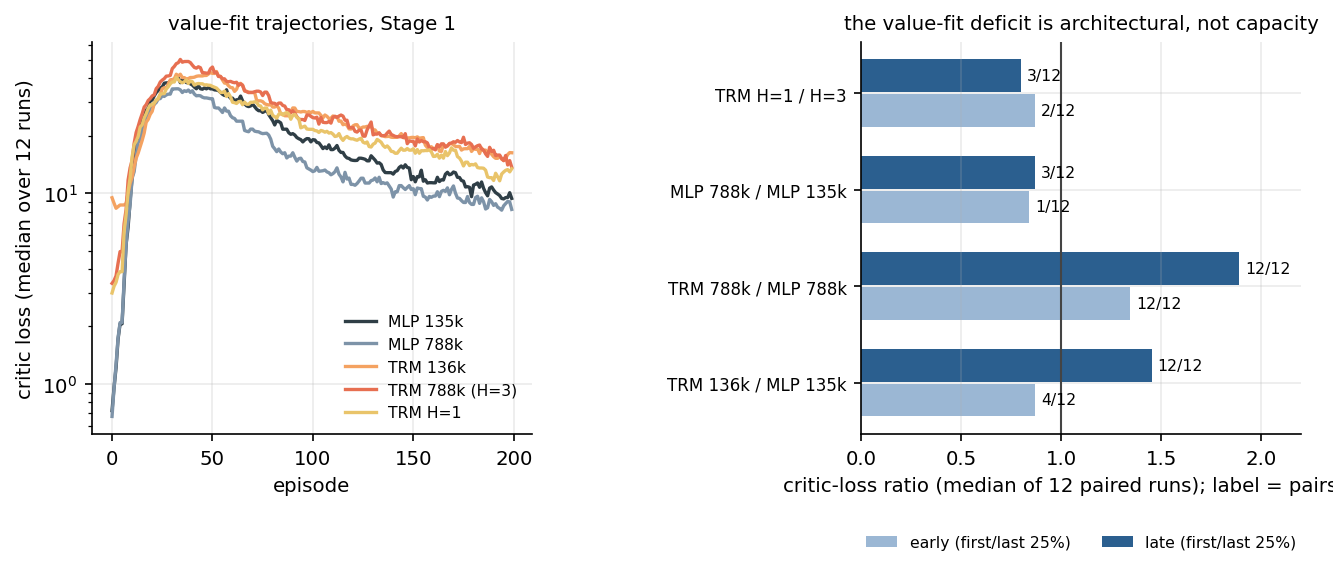 value-fit trajectories, Stage 1
critic loss (median over 12 runs)
10¹
10⁰
0
50
100
150
200
episode
MLP 135k
MLP 788k
TRM 136k
TRM 788k (H=3)
TRM H=1
the value-fit deficit is architectural, not capacity
TRM H=1 / H=3
3/12
2/12
MLP 788k / MLP 135k
3/12
1/12
TRM 788k / MLP 788k
12/12
12/12
TRM 136k / MLP 135k
12/12
4/12
0.0
0.5
1.0
1.5
2.0
critic-loss ratio (median of 12 paired runs); label = pairs
early (first/last 25%)
late (first/last 25%)